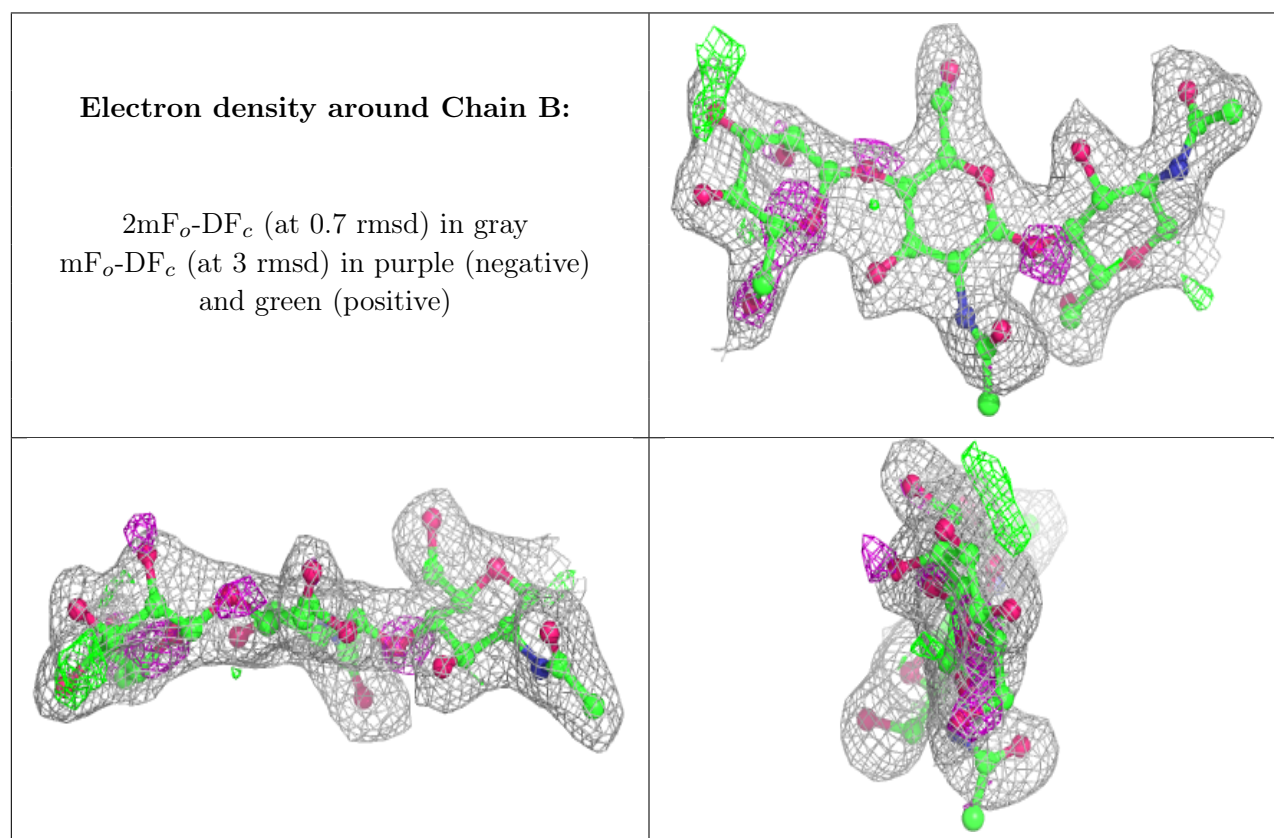 Electron density around Chain B:
2mFo-DFc (at 0.7 rmsd) in gray
mFo-DFc (at 3 rmsd) in purple (negative)
and green (positive)